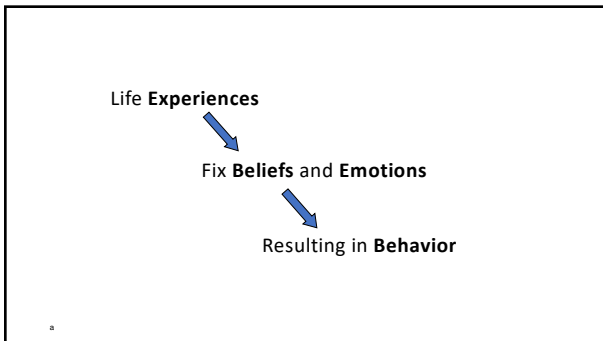 Life Experiences
Fix Beliefs and Emotions
Resulting in Behavior
a